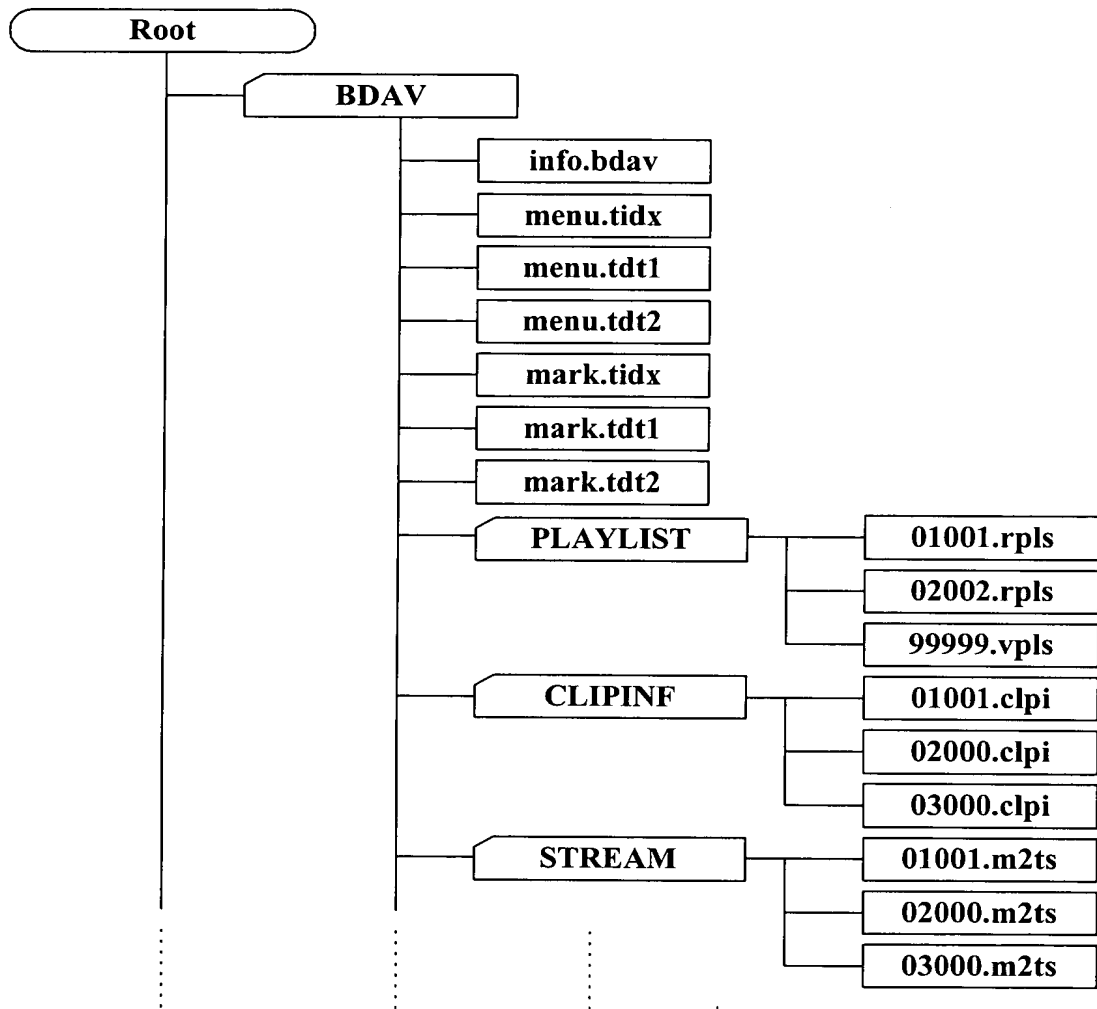 Root
BDAV
info.bdav
menu.tidx
menu.tdt1
menu.tdt2
mark.tidx
mark.tdt1
mark.tdt2
PLAYLIST
01001.rpls
02002.rpls
99999.vpls
CLIPINF
01001.clpi
02000.clpi
03000.clpi
STREAM
01001.m2ts
02000.m2ts
03000.m2ts